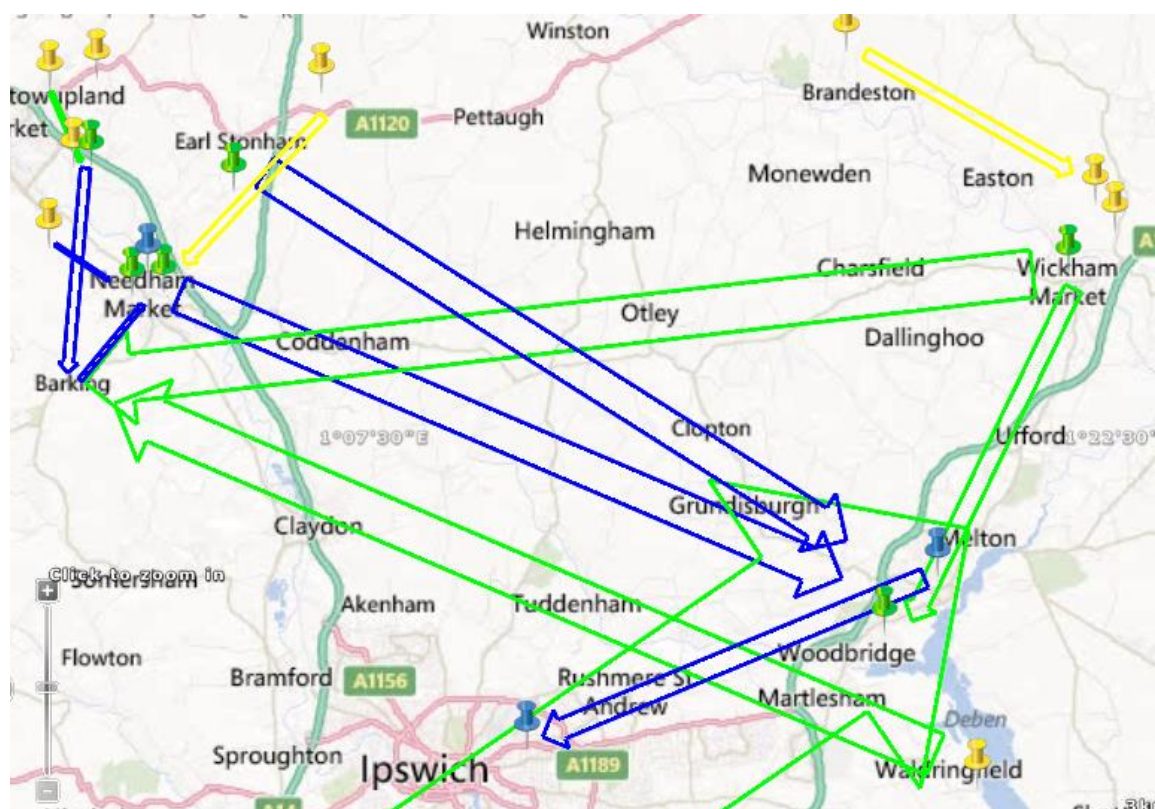 Winston
towupland
rket
Earl Stonham
A1120
Pettaugh
Brandeston
Monewden
Easton
Helmingham
Needham
Market
Charsfield
Wickham
Market
Otley
Coddenham
Dallinghoo
Barking
1°07'30"E
Clopton
Ufford
1°22'30"
Grundisburgh
Claydon
Melton
Click to zoom in
Somersham
Akenham
Tuddenham
Flowton
Woodbridge
Bramford
A1156
Rushmere St
Andrew
Martlesham
Deben
Sproughton
Ipswich
A1189
Waldringfield